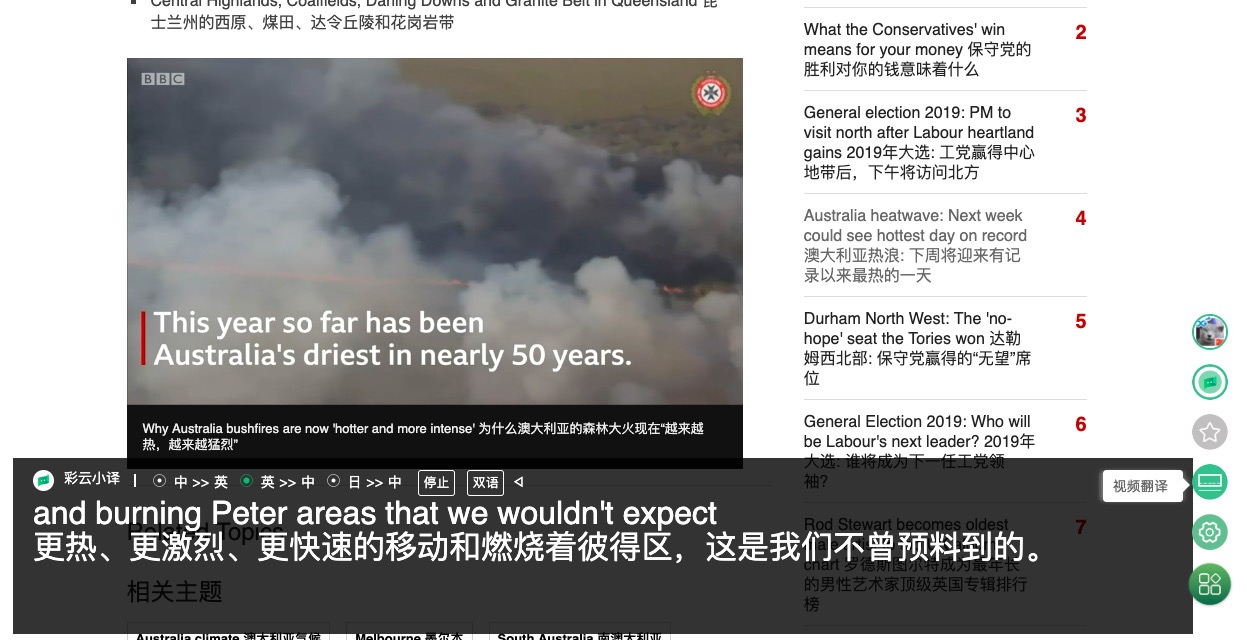 Central Highlands, Coalfields, Darling Downs and Granite Belt in Queensland 昆
士兰州的西原、煤田、达令丘陵和花岗岩带
BBC
This year so far has been
Australia's driest in nearly 50 years.
Why Australia bushfires are now 'hotter and more intense' 为什么澳大利亚的森林大火现在“越来越
热，越来越猛烈”
What the Conservatives' win
means for your money 保守党的
胜利对你的钱意味着什么
2
General election 2019: PM to
visit north after Labour heartland
gains 2019年大选: 工党赢得中心
地带后，下午将访问北方
3
Australia heatwave: Next week
could see hottest day on record
澳大利亚热浪: 下周将迎来有记
录以来最热的一天
4
Durham North West: The 'no-
hope' seat the Tories won 达勒
姆西北部: 保守党赢得的“无望”席
位
5
General Election 2019: Who will
be Labour's next leader? 2019年
大选: 谁将成为下一任工党领
袖?
6
Rod Stewart becomes oldest
chart 罗德斯图尔特成为最年长
的男性艺术家顶级英国专辑排行
榜
7
视频翻译
彩云小译 | 中 >> 英 英 >> 中 日 >> 中 停止 双语
and burning Peter areas that we wouldn't expect
更热、更激烈、更快速的移动和燃烧着彼得区，这是我们不曾预料到的。
Related Topics
相关主题
Australia climate 澳大利亚气候
Melbourne 墨尔本
South Australia 南澳大利亚